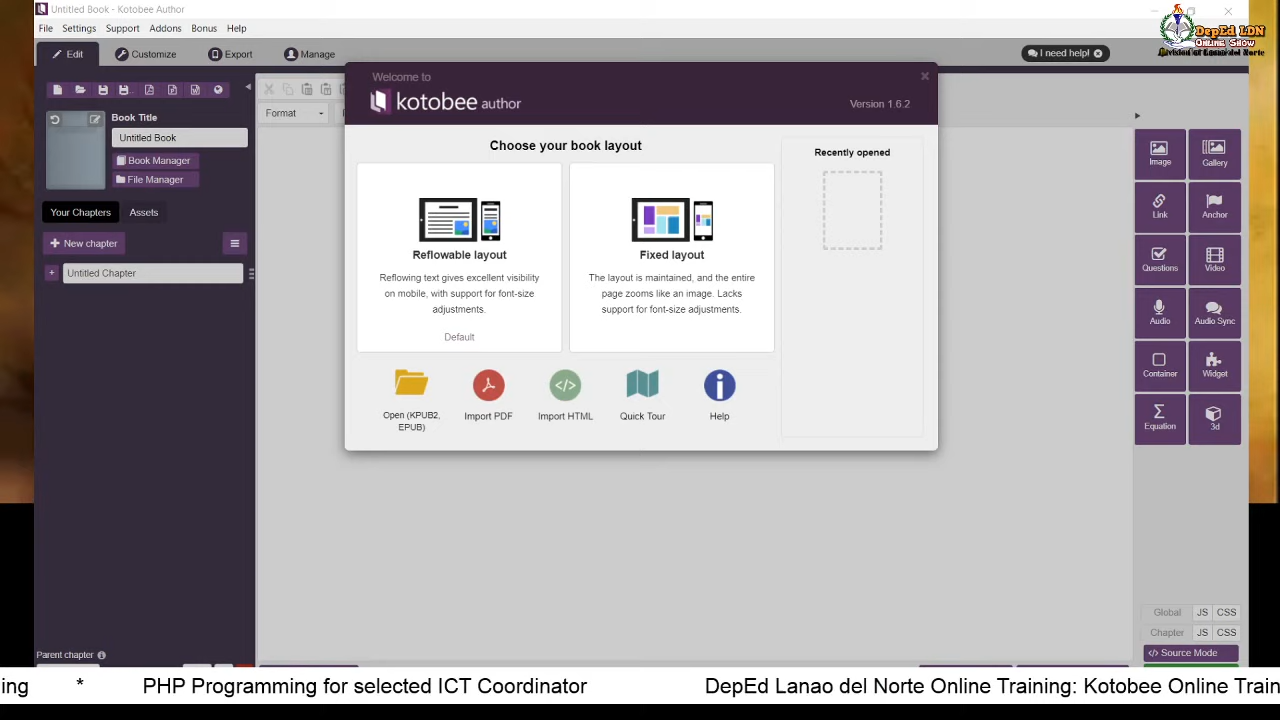 Untitled Book - Kotobee Author
File Settings Support Addons Bonus Help
DepEd LDN
Online Show
Division of Lanao del Norte
Edit Customize Export Manage
I need help!
Book Title
Untitled Book
Book Manager
File Manager
Your Chapters Assets
New chapter
Untitled Chapter
Format
Welcome to
kotobee author
Version 1.6.2
Choose your book layout
Reflowable layout
Reflowing text gives excellent visibility
on mobile, with support for font-size
adjustments.
Default
Fixed layout
The layout is maintained, and the entire
page zooms like an image. Lacks
support for font-size adjustments.
Recently opened
Open (KPUB2,
EPUB)
Import PDF
Import HTML
Quick Tour
Help
Image Gallery
Link Anchor
Questions Video
Audio Audio Sync
Container Widget
Equation 3d
Global JS CSS
Chapter JS CSS
Source Mode
Parent chapter
ing * PHP Programming for selected ICT Coordinator DepEd Lanao del Norte Online Training: Kotobee Online Train